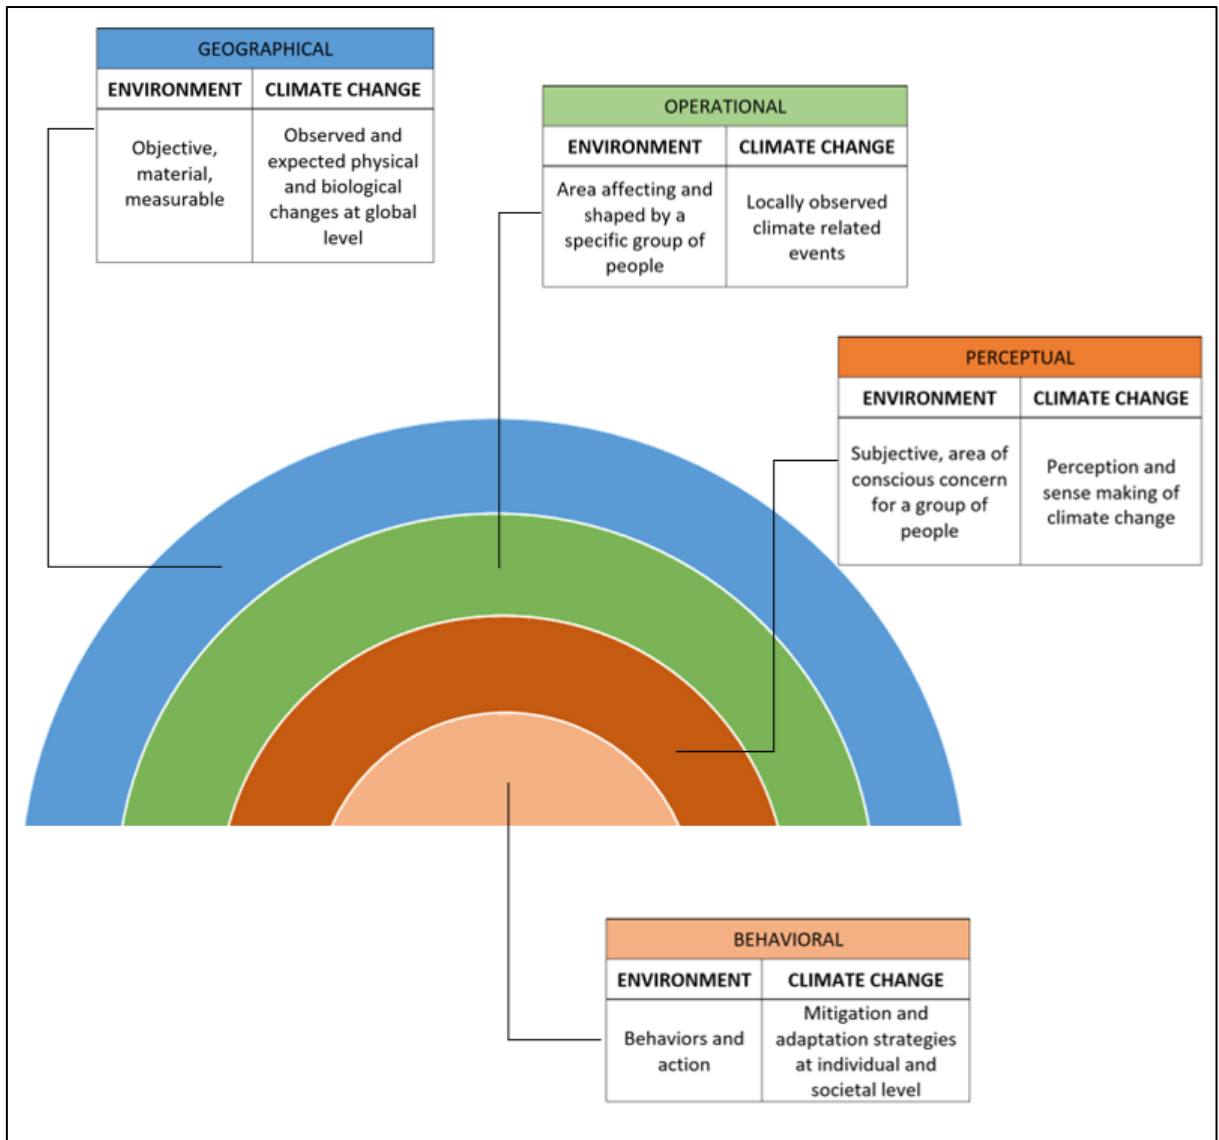 GEOGRAPHICAL
ENVIRONMENT CLIMATE CHANGE
Objective,
material,
measurable
Observed and
expected physical
and biological
changes at global
level
OPERATIONAL
ENVIRONMENT CLIMATE CHANGE
Area affecting and
shaped by a
specific group of
people
Locally observed
climate related
events
PERCEPTUAL
ENVIRONMENT CLIMATE CHANGE
Subjective, area of
conscious concern
for a group of
people
Perception and
sense making of
climate change
BEHAVIORAL
ENVIRONMENT CLIMATE CHANGE
Behaviors and
action
Mitigation and
adaptation strategies
at individual and
societal level